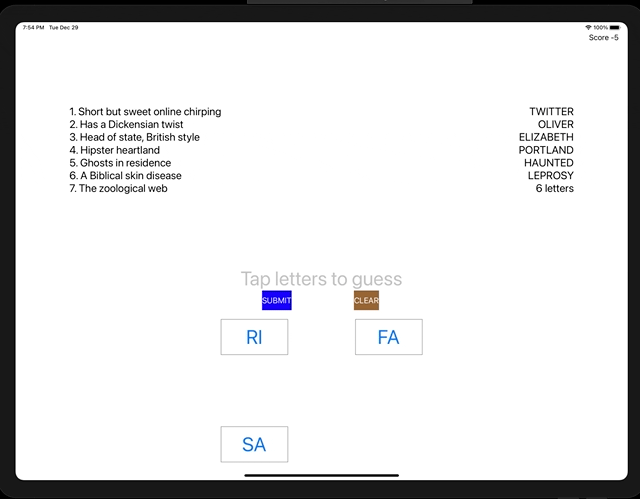 7:54 PM Tue Dec 29
100%
Score -5
1. Short but sweet online chirping TWITTER
2. Has a Dickensian twist OLIVER
3. Head of state, British style ELIZABETH
4. Hipster heartland PORTLAND
5. Ghosts in residence HAUNTED
6. A Biblical skin disease LEPROSY
7. The zoological web 6 letters
Tap letters to guess
SUBMIT CLEAR
RI FA
SA